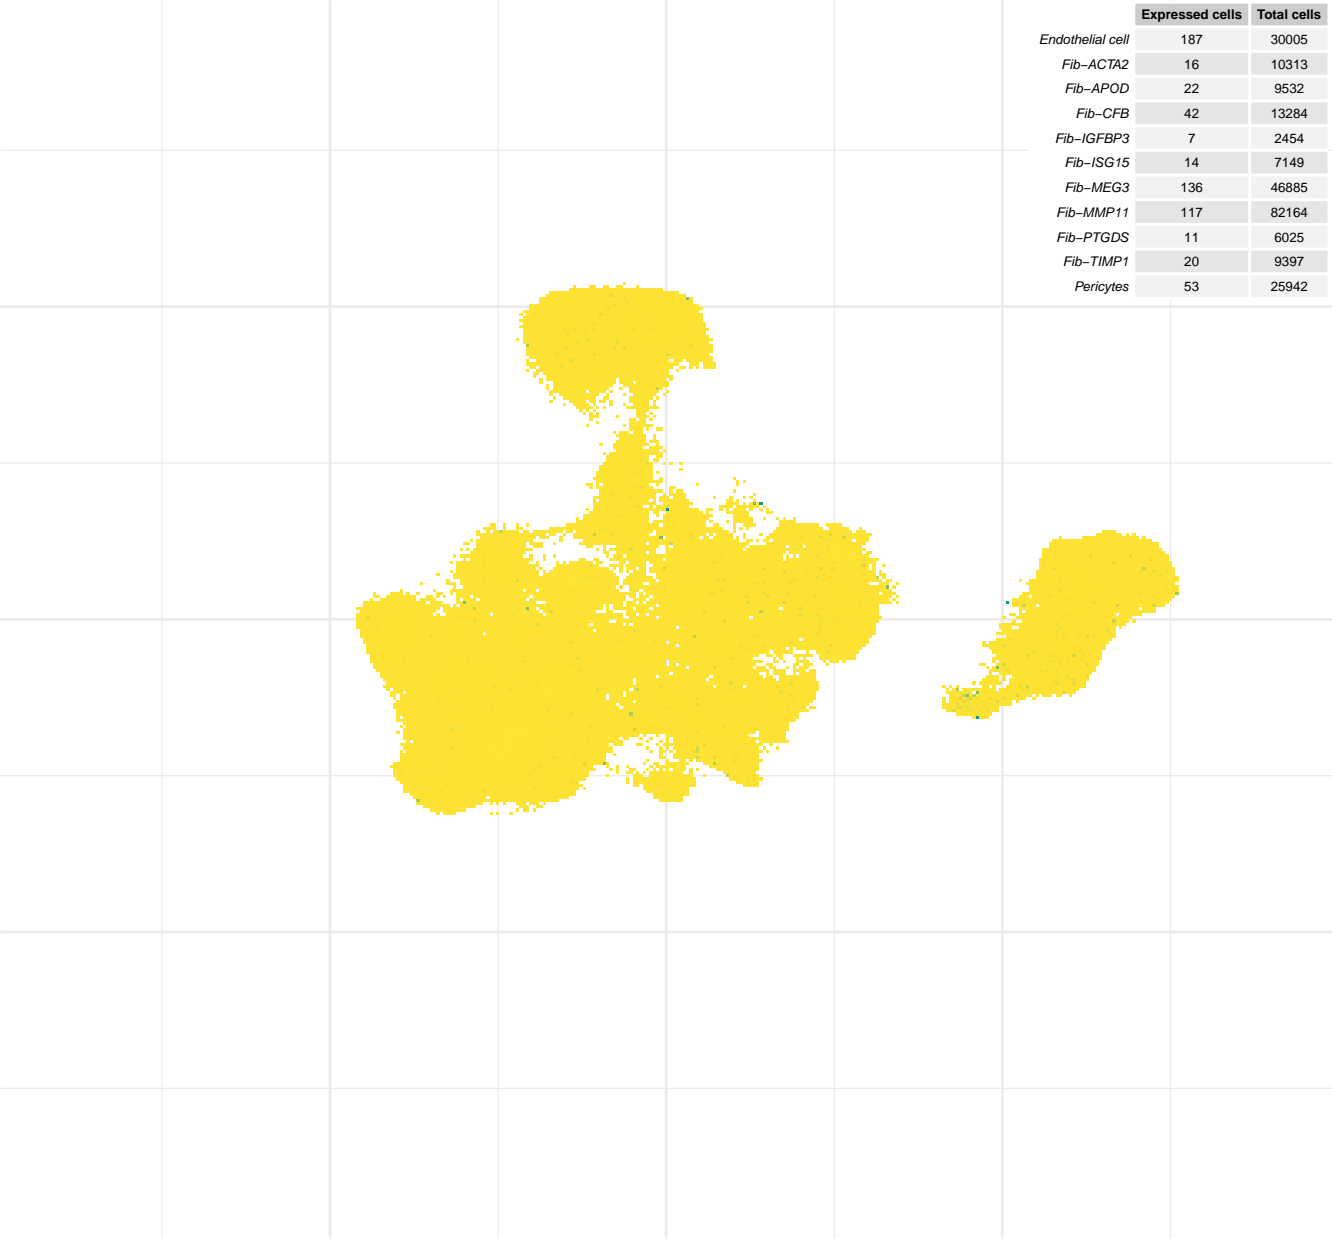 Expressed cells Total cells
Endothelial cell 187 30005
Fib−ACTA2 16 10313
Fib−APOD 22 9532
Fib−CFB 42 13284
Fib−IGFBP3 7 2454
Fib−ISG15 14 7149
Fib−MEG3 136 46885
Fib−MMP11 117 82164
Fib−PTGDS 11 6025
Fib−TIMP1 20 9397
Pericytes 53 25942